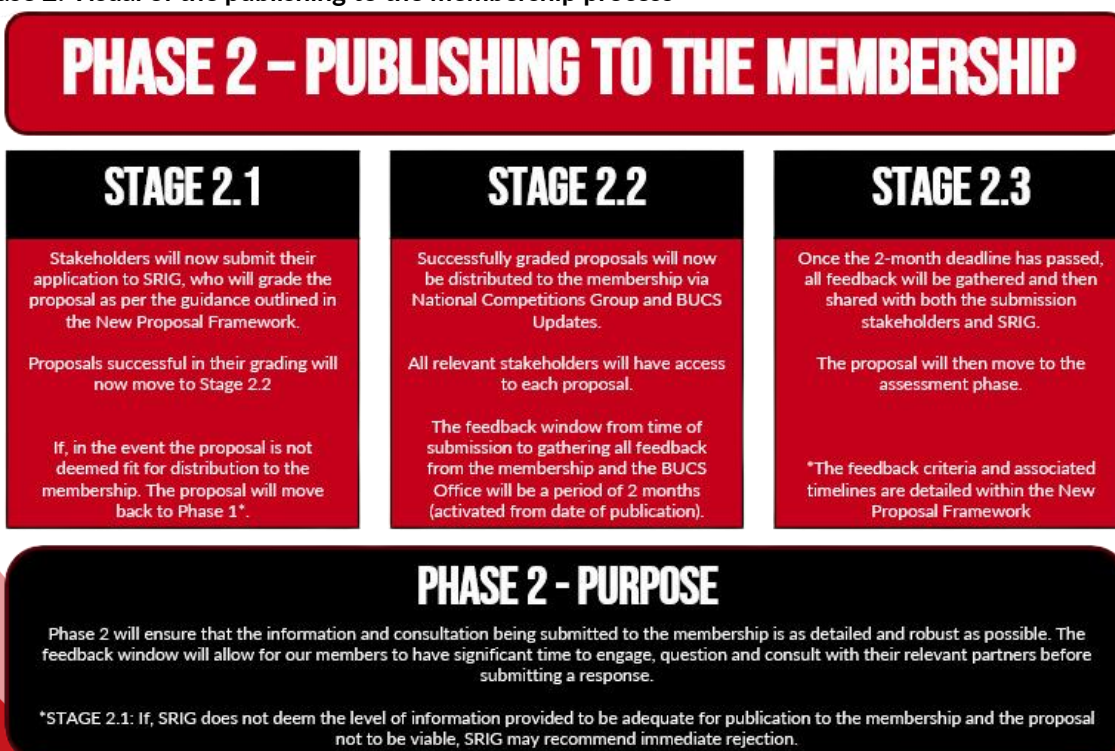 2: Visual of the publishing to the membership process
PHASE 2 – PUBLISHING TO THE MEMBERSHIP
STAGE 2.1
Stakeholders will now submit their
application to SRIG, who will grade the
proposal as per the guidance outlined in
the New Proposal Framework.
Proposals successful in their grading will
now move to Stage 2.2
If, in the event the proposal is not
deemed fit for distribution to the
membership. The proposal will move
back to Phase 1*.
STAGE 2.2
Successfully graded proposals will now
be distributed to the membership via
National Competitions Group and BUCS
Updates.
All relevant stakeholders will have access
to each proposal.
The feedback window from time of
submission to gathering all feedback
from the membership and the BUCS
Office will be a period of 2 months
(activated from date of publication).
STAGE 2.3
Once the 2-month deadline has passed,
all feedback will be gathered and then
shared with both the submission
stakeholders and SRIG.
The proposal will then move to the
assessment phase.
*The feedback criteria and associated
timelines are detailed within the New
Proposal Framework
PHASE 2 - PURPOSE
Phase 2 will ensure that the information and consultation being submitted to the membership is as detailed and robust as possible. The
feedback window will allow for our members to have significant time to engage, question and consult with their relevant partners before
submitting a response.
*STAGE 2.1: If, SRIG does not deem the level of information provided to be adequate for publication to the membership and the proposal
not to be viable, SRIG may recommend immediate rejection.